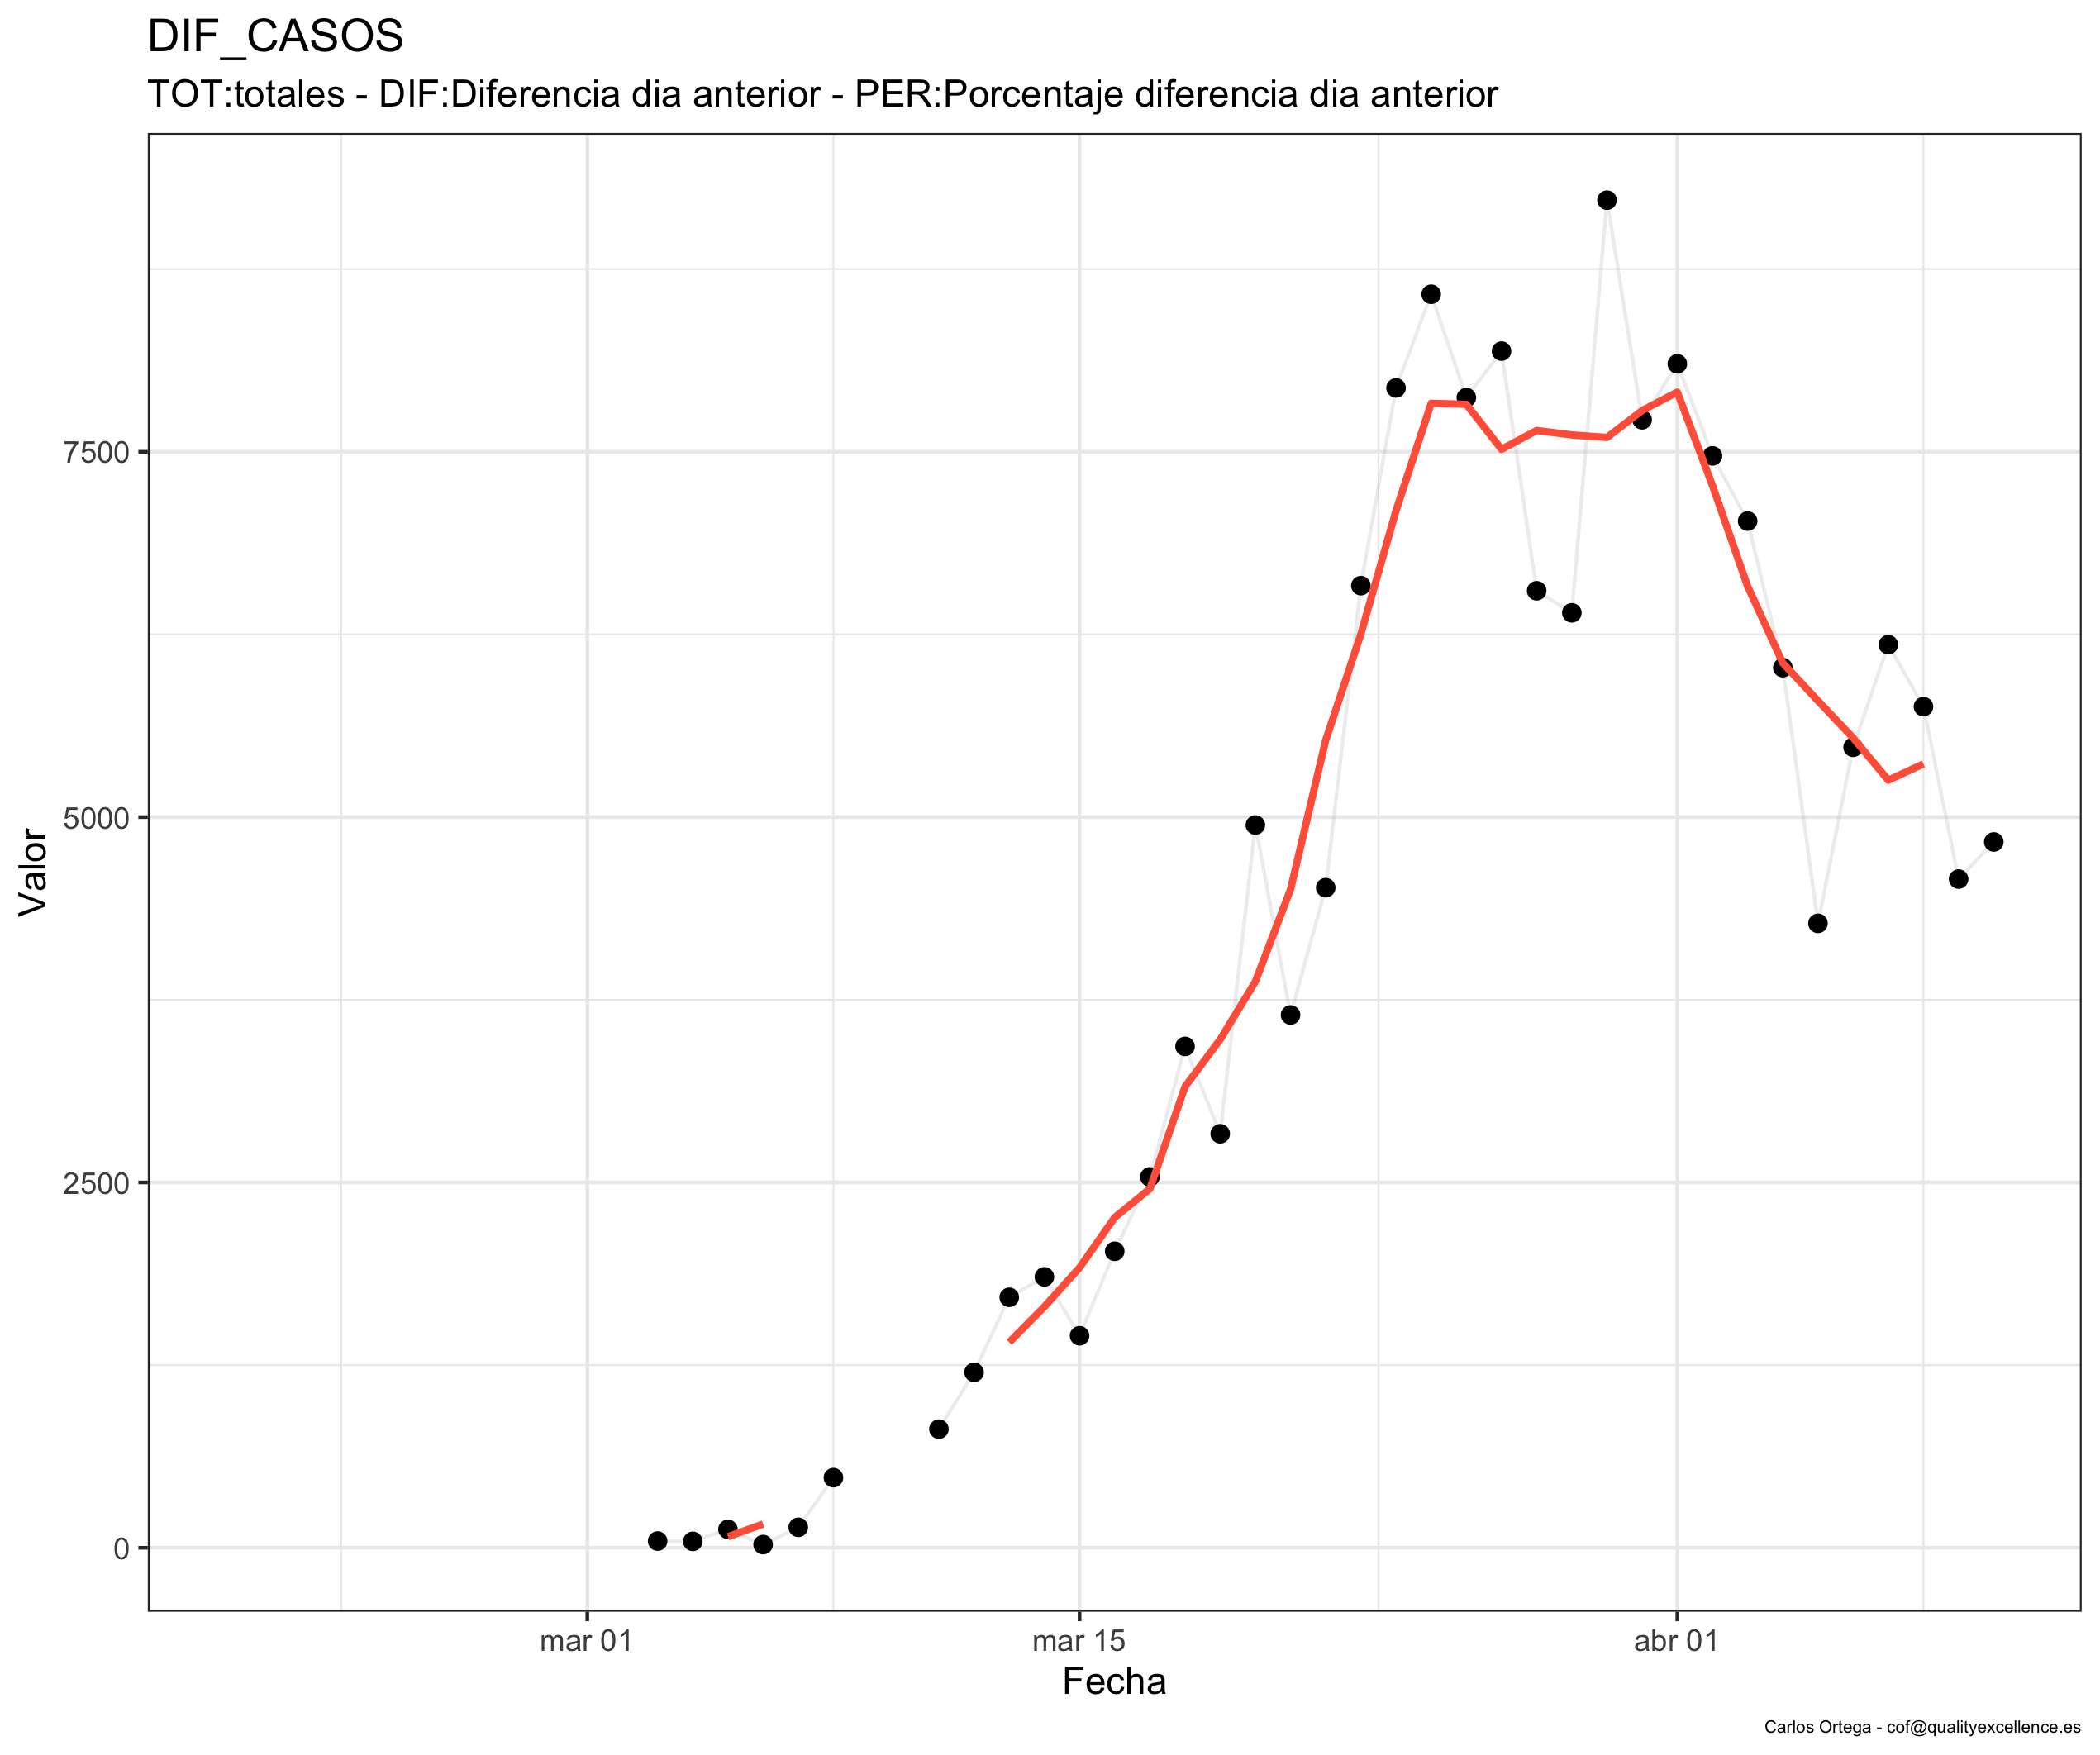 DIF_CASOS
TOT:totales - DIF:Diferencia dia anterior - PER:Porcentaje diferencia dia anterior
Valor
7500
5000
2500
0
mar 01
mar 15
abr 01
Fecha
Carlos Ortega - cof@qualityexcellence.es